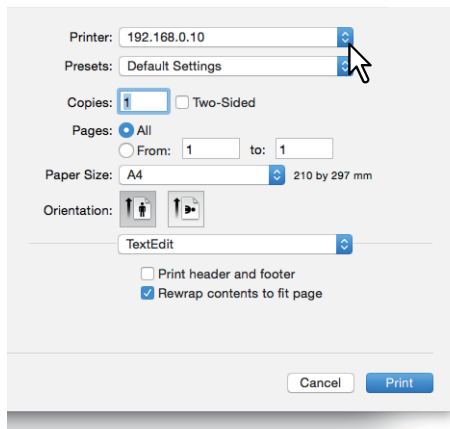 Printer: 192.168.0.10
Presets: Default Settings
Copies: 1 Two-Sided
Pages: All
From: 1 to: 1
Paper Size: A4 210 by 297 mm
Orientation:
TextEdit
Print header and footer
Rewrap contents to fit page
Cancel Print